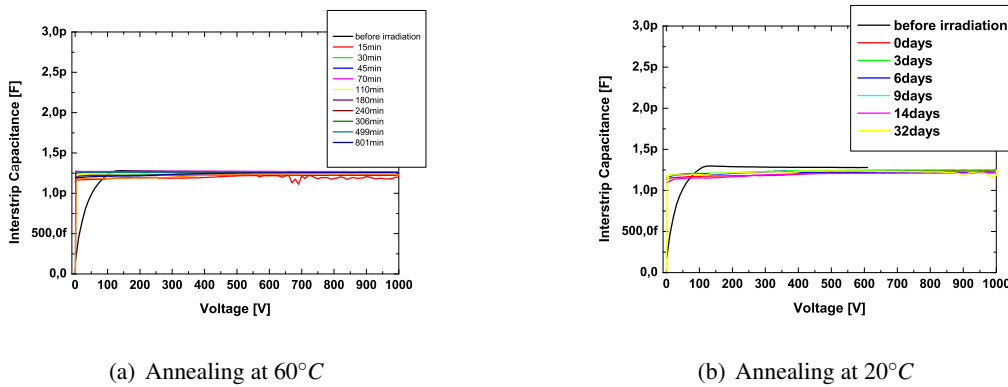 3,0p
2,5p
2,0p
1,5p
1,0p
500,0f
0,0
Interstrip Capacitance [F]
0 100 200 300 400 500 600 700 800 900 1000
Voltage [V]
before irradiation
15min
30min
45min
70min
110min
180min
240min
306min
499min
801min
(a) Annealing at 60°C
3,0p
2,5p
2,0p
1,5p
1,0p
500,0f
0,0
Interstrip Capacitance [F]
0 100 200 300 400 500 600 700 800 900 1000
Voltage [V]
before irradiation
0days
3days
6days
9days
14days
32days
(b) Annealing at 20°C